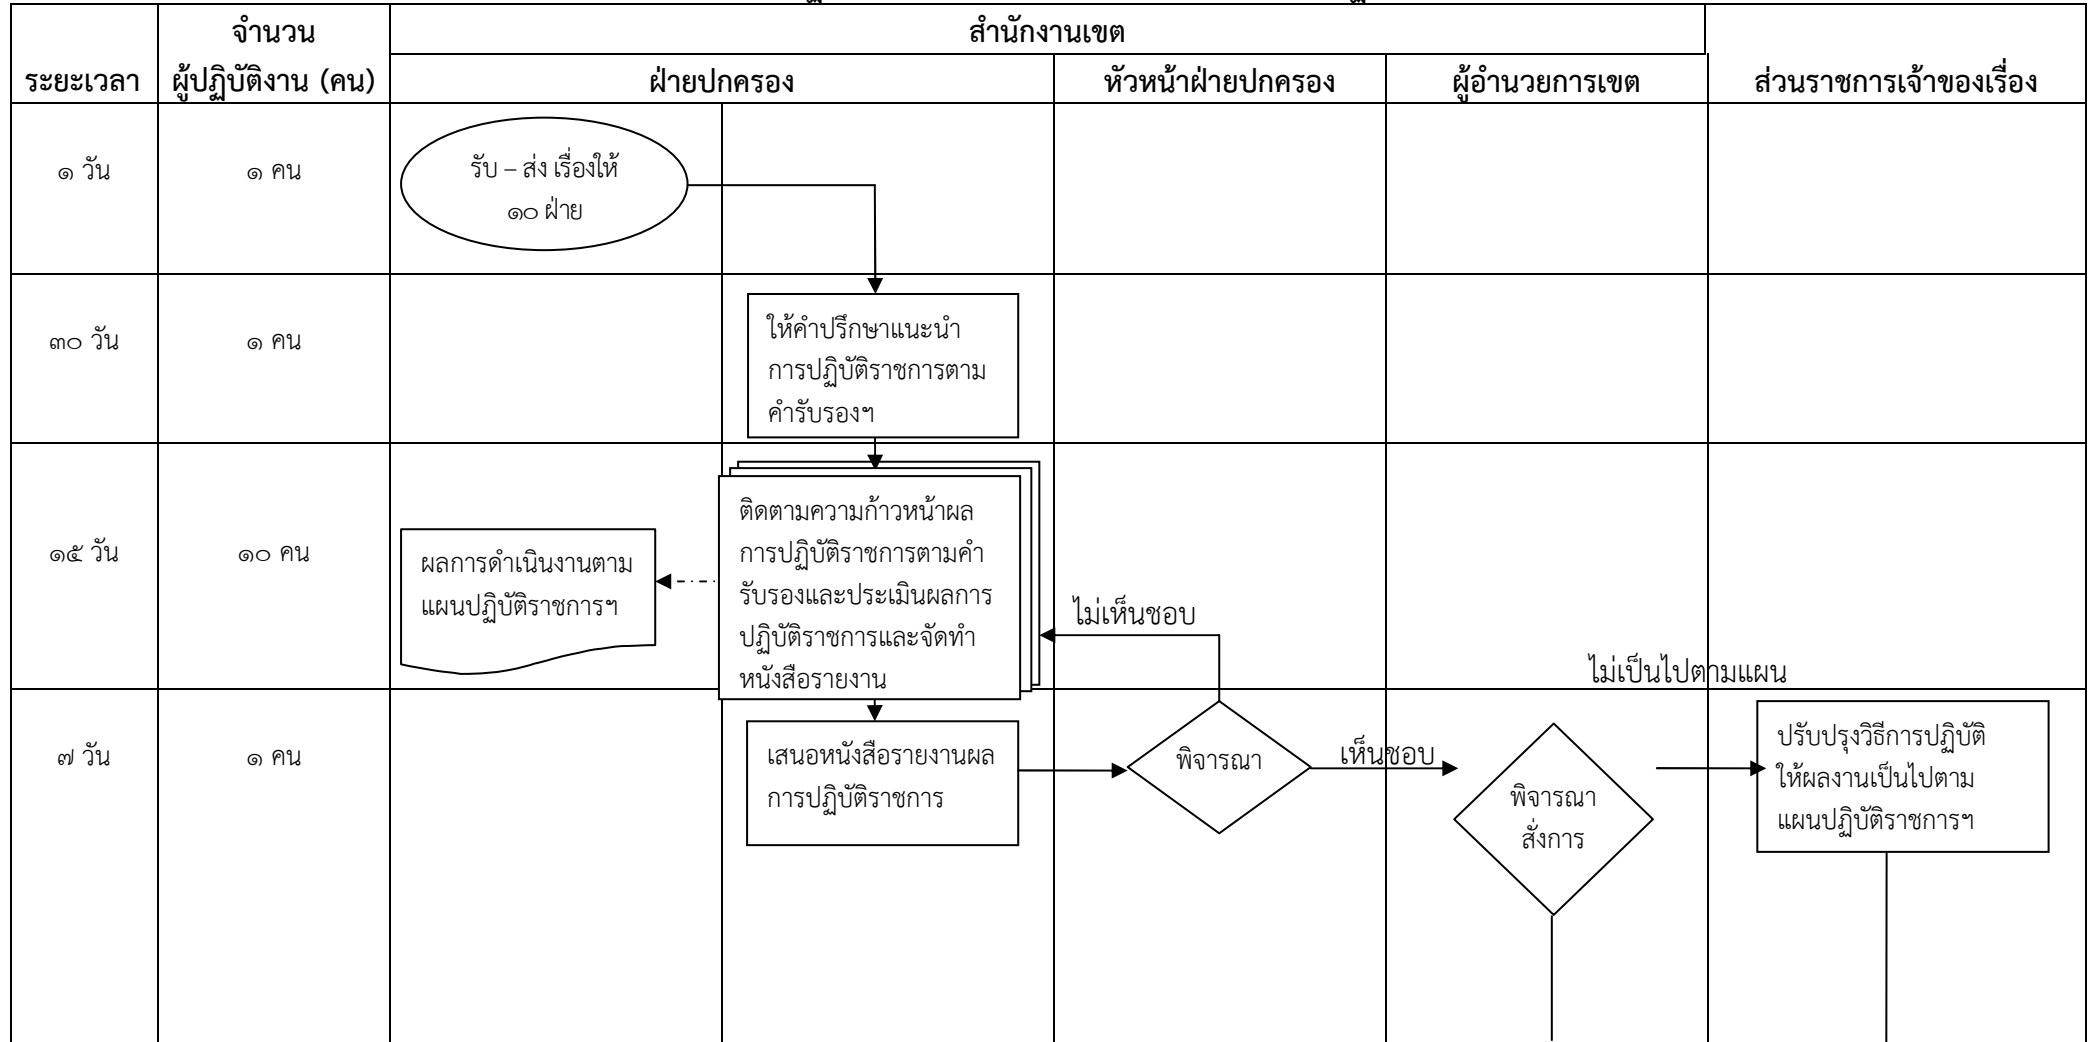 จำนวน
สำนักงานเขต
ระยะเวลา
ผู้ปฏิบัติงาน (คน)
ฝ่ายปกครอง
หัวหน้าฝ่ายปกครอง
ผู้อำนวยการเขต
ส่วนราชการเจ้าของเรื่อง
๑ วัน
๑ คน
รับ – ส่ง เรื่องให้
๑๐ ฝ่าย
๓๐ วัน
๑ คน
ให้คำปรึกษาแนะนำ
การปฏิบัติราชการตาม
คำรับรองฯ
๑๕ วัน
๑๐ คน
ผลการดำเนินงานตาม
แผนปฏิบัติราชการฯ
ติดตามความก้าวหน้าผล
การปฏิบัติราชการตามคำ
รับรองและประเมินผลการ
ปฏิบัติราชการและจัดทำ
หนังสือรายงาน
ไม่เห็นชอบ
ไม่เป็นไปตามแผน
๗ วัน
๑ คน
เสนอหนังสือรายงานผล
การปฏิบัติราชการ
พิจารณา
เห็นชอบ
พิจารณา
สั่งการ
ปรับปรุงวิธีการปฏิบัติ
ให้ผลงานเป็นไปตาม
แผนปฏิบัติราชการฯ